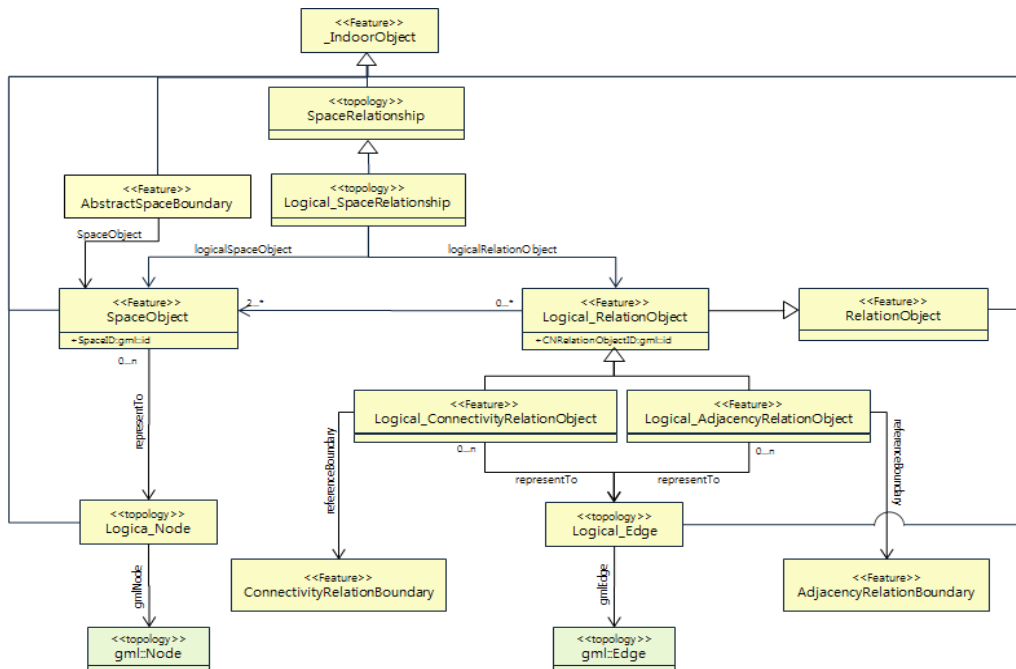 <<Feature>>
_IndoorObject
<<topology>>
SpaceRelationship
<<Feature>>
AbstractSpaceBoundary
<<topology>>
Logical_SpaceRelationship
SpaceObject
logicalSpaceObject
logicalRelationObject
<<Feature>>
SpaceObject
+SpaceID:gml::id
2...*
0...*
<<Feature>>
Logical_RelationObject
+CNRelationObjectID:gml::id
<<Feature>>
RelationObject
0...n
representTo
<<Feature>>
Logical_ConnectivityRelationObject
<<Feature>>
Logical_AdjacencyRelationObject
0...n
0...n
referenceBoundary
representTo
representTo
referenceBoundary
<<topology>>
Logica_Node
<<topology>>
Logical_Edge
gmlNode
<<Feature>>
ConnectivityRelationBoundary
gmlEdge
<<Feature>>
AdjacencyRelationBoundary
<<topology>>
gml::Node
<<topology>>
gml::Edge